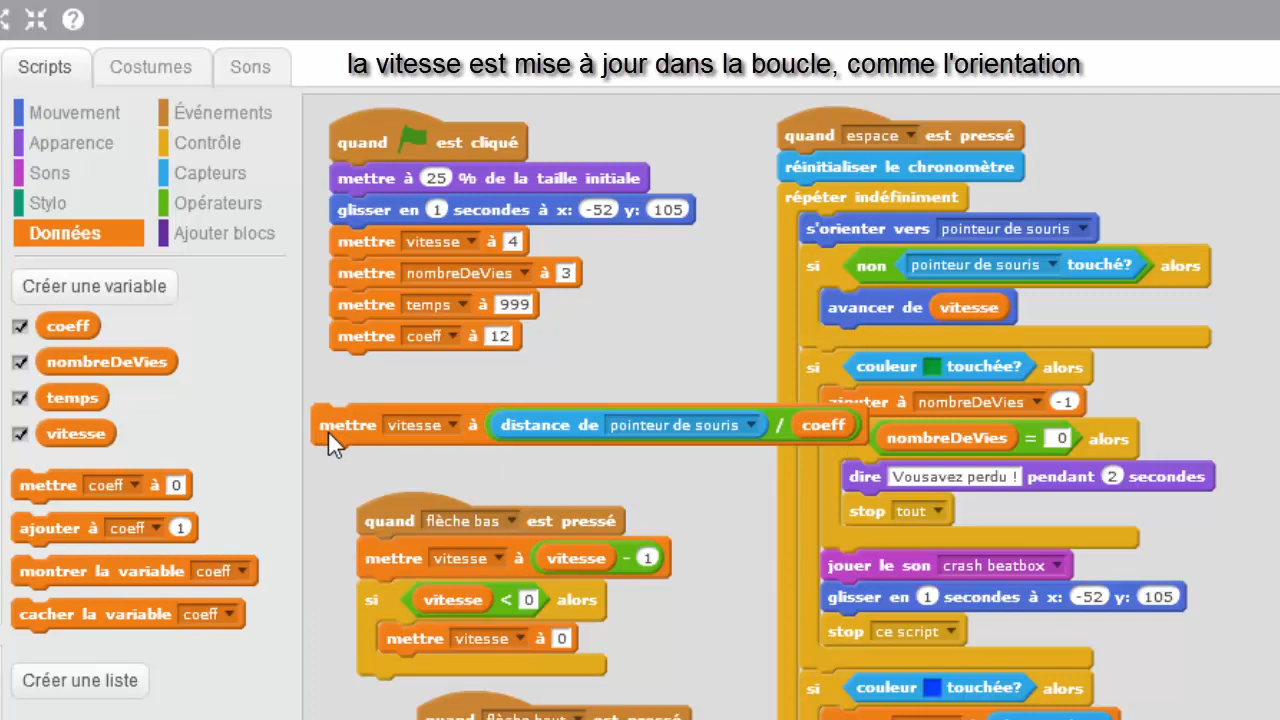 ?
Scripts
Costumes
Sons
la vitesse est mise à jour dans la boucle, comme l'orientation
Mouvement
Événements
Apparence
Contrôle
Sons
Capteurs
Stylo
Opérateurs
Données
Ajouter blocs
Créer une variable
coeff
nombreDeVies
temps
vitesse
mettre coeff à 0
ajouter à coeff 1
montrer la variable coeff
cacher la variable coeff
Créer une liste
quand est cliqué
mettre à 25 % de la taille initiale
glisser en 1 secondes à x: -52 y: 105
mettre vitesse à 4
mettre nombreDeVies à 3
mettre temps à 999
mettre coeff à 12
mettre vitesse à distance de pointeur de souris / coeff
quand flèche bas est pressé
mettre vitesse à vitesse - 1
si vitesse < 0 alors
mettre vitesse à 0
quand flèche haut est pressé
quand espace est pressé
réinitialiser le chronomètre
répéter indéfiniment
s'orienter vers pointeur de souris
si non pointeur de souris touché? alors
avancer de vitesse
si couleur touchée? alors
ajouter à nombreDeVies -1
nombreDeVies = 0 alors
dire Vousavez perdu ! pendant 2 secondes
stop tout
jouer le son crash beatbox
glisser en 1 secondes à x: -52 y: 105
stop ce script
si couleur touchée? alors